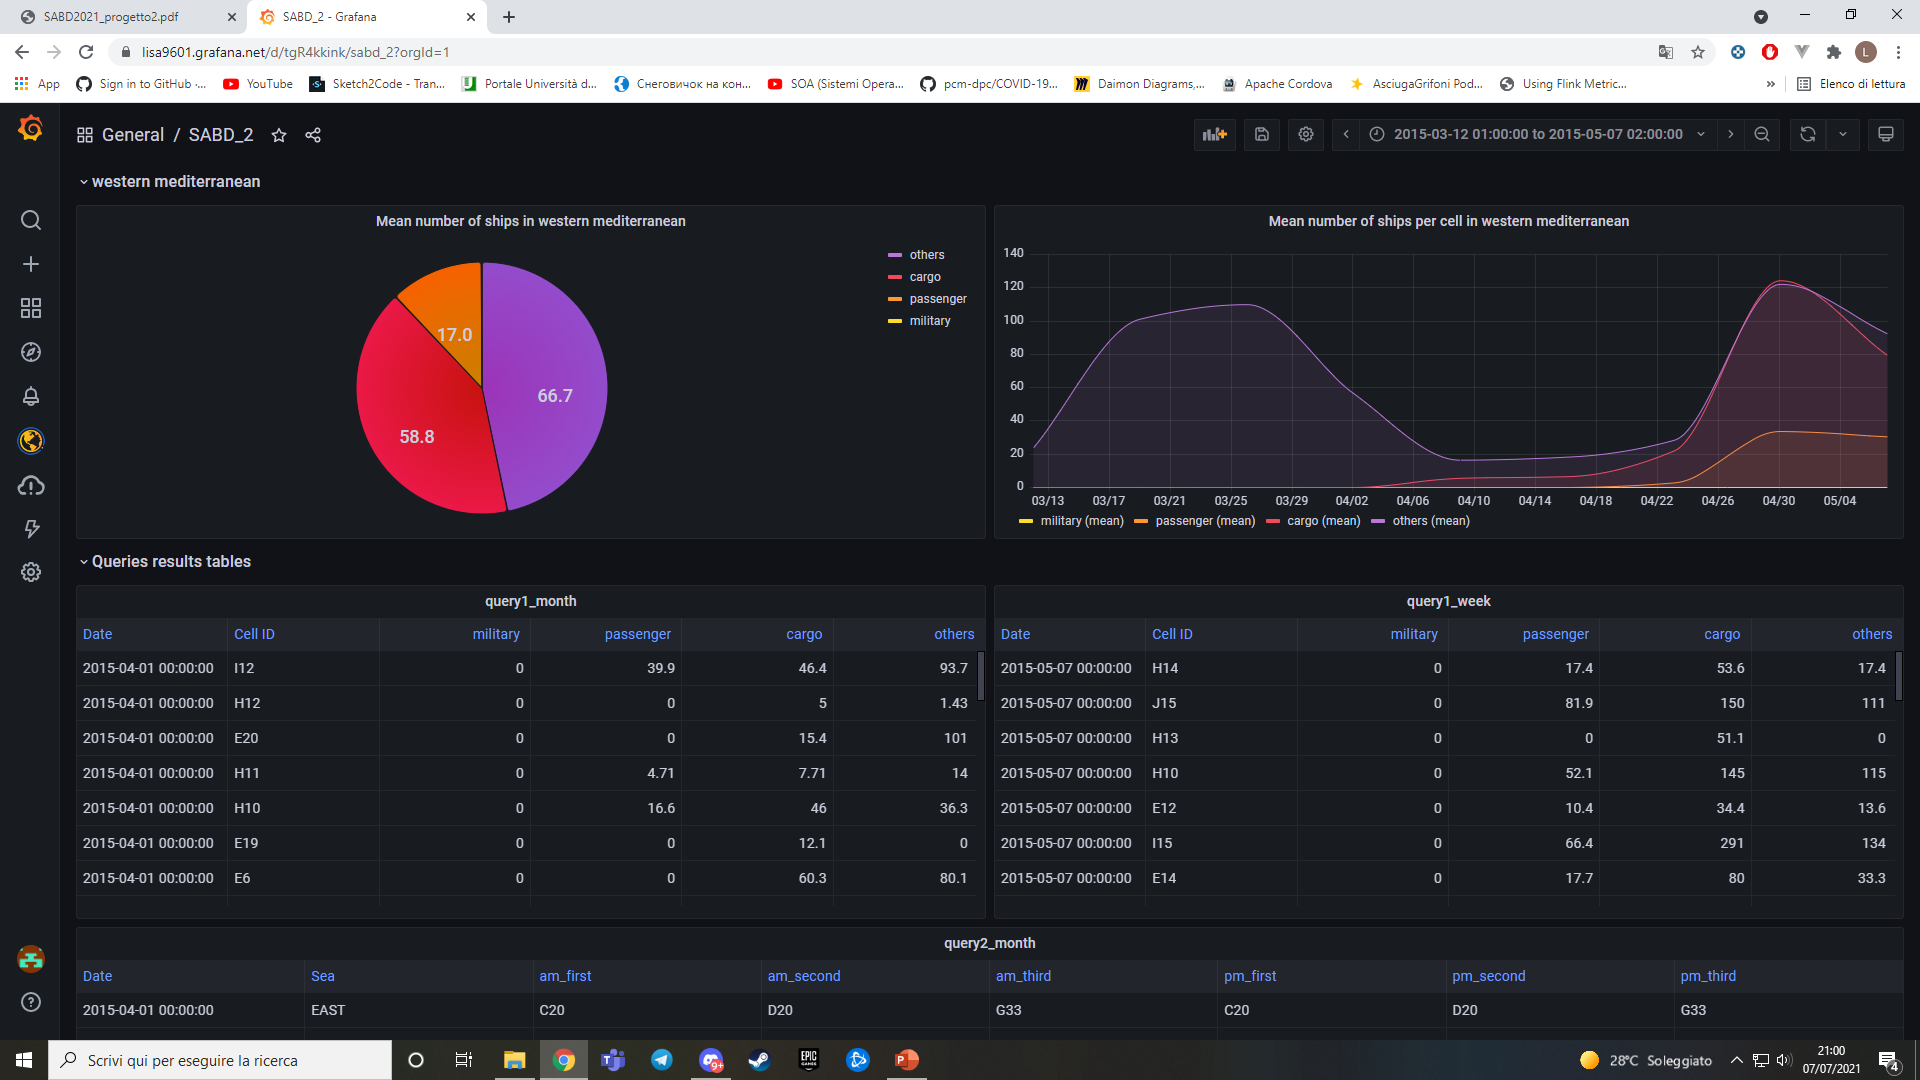 SABD2021_progetto2.pdf
SABD_2 - Grafana
lisa9601.grafana.net/d/tgR4kkink/sabd_2?orgId=1
L
App
Sign in to GitHub ·...
YouTube
Sketch2Code - Tran...
Portale Università d...
Снеговичок на кон...
SOA (Sistemi Opera...
pcm-dpc/COVID-19...
Daimon Diagrams,...
Apache Cordova
AsciugaGrifoni Pod...
Using Flink Metric...
»
Elenco di lettura
General / SABD_2
2015-03-12 01:00:00 to 2015-05-07 02:00:00
western mediterranean
Mean number of ships in western mediterranean
others
cargo
passenger
military
17.0
66.7
58.8
Mean number of ships per cell in western mediterranean
140
120
100
80
60
40
20
0
03/13 03/17 03/21 03/25 03/29 04/02 04/06 04/10 04/14 04/18 04/22 04/26 04/30 05/04
military (mean) passenger (mean) cargo (mean) others (mean)
Queries results tables
query1_month
Date Cell ID military passenger cargo others
2015-04-01 00:00:00 I12 0 39.9 46.4 93.7
2015-04-01 00:00:00 H12 0 0 5 1.43
2015-04-01 00:00:00 E20 0 0 15.4 101
2015-04-01 00:00:00 H11 0 4.71 7.71 14
2015-04-01 00:00:00 H10 0 16.6 46 36.3
2015-04-01 00:00:00 E19 0 0 12.1 0
2015-04-01 00:00:00 E6 0 0 60.3 80.1
query1_week
Date Cell ID military passenger cargo others
2015-05-07 00:00:00 H14 0 17.4 53.6 17.4
2015-05-07 00:00:00 J15 0 81.9 150 111
2015-05-07 00:00:00 H13 0 0 51.1 0
2015-05-07 00:00:00 H10 0 52.1 145 115
2015-05-07 00:00:00 E12 0 10.4 34.4 13.6
2015-05-07 00:00:00 I15 0 66.4 291 134
2015-05-07 00:00:00 E14 0 17.7 80 33.3
query2_month
Date Sea am_first am_second am_third pm_first pm_second pm_third
2015-04-01 00:00:00 EAST C20 D20 G33 C20 D20 G33
Scrivi qui per eseguire la ricerca
9+
EPIC
GAMES
28°C Soleggiato
21:00
07/07/2021
4